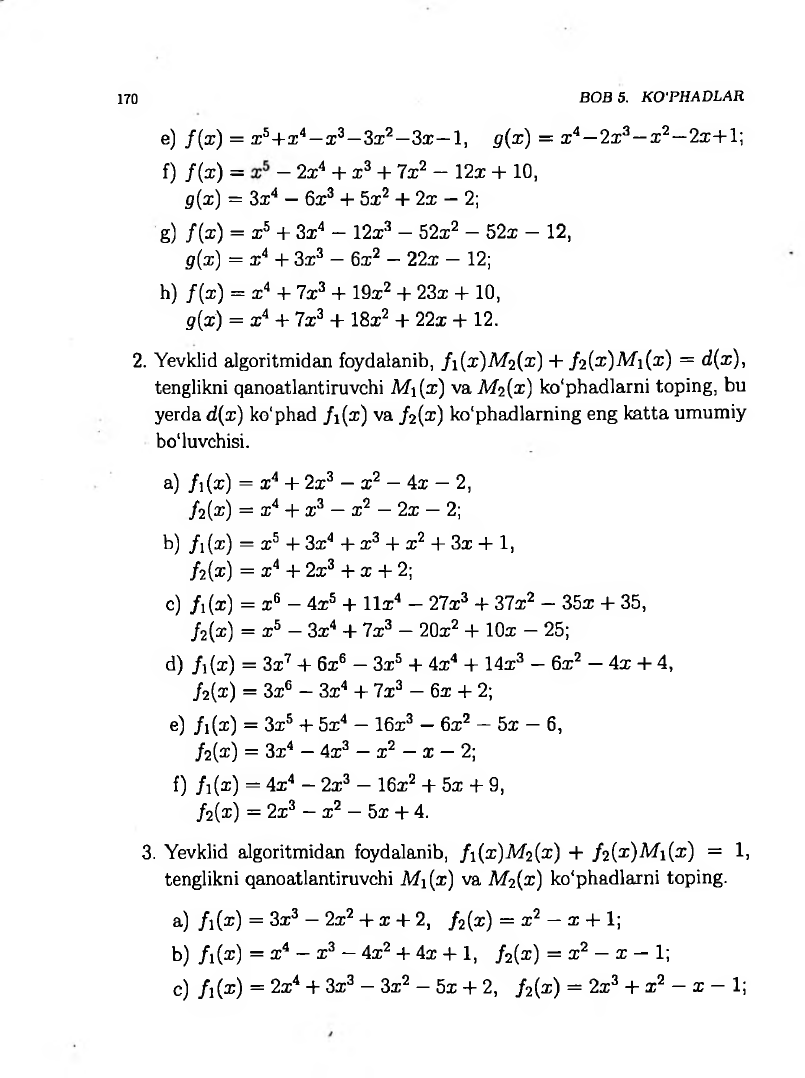 170 BOB 5. KO'PHADLAR
e) f(x) = x⁵+x⁴−x³−3x²−3x−1, g(x) = x⁴−2x³−x²−2x+1;
f) f(x) = x⁵ − 2x⁴ + x³ + 7x² − 12x + 10,
g(x) = 3x⁴ − 6x³ + 5x² + 2x − 2;
g) f(x) = x⁵ + 3x⁴ − 12x³ − 52x² − 52x − 12,
g(x) = x⁴ + 3x³ − 6x² − 22x − 12;
h) f(x) = x⁴ + 7x³ + 19x² + 23x + 10,
g(x) = x⁴ + 7x³ + 18x² + 22x + 12.
2. Yevklid algoritmidan foydalanib, f₁(x)M₂(x) + f₂(x)M₁(x) = d(x),
tenglikni qanoatlantiruvchi M₁(x) va M₂(x) ko‘phadlarni toping, bu
yerda d(x) ko‘phad f₁(x) va f₂(x) ko‘phadlarning eng katta umumiy
bo‘luvchisi.
a) f₁(x) = x⁴ + 2x³ − x² − 4x − 2,
f₂(x) = x⁴ + x³ − x² − 2x − 2;
b) f₁(x) = x⁵ + 3x⁴ + x³ + x² + 3x + 1,
f₂(x) = x⁴ + 2x³ + x + 2;
c) f₁(x) = x⁶ − 4x⁵ + 11x⁴ − 27x³ + 37x² − 35x + 35,
f₂(x) = x⁵ − 3x⁴ + 7x³ − 20x² + 10x − 25;
d) f₁(x) = 3x⁷ + 6x⁶ − 3x⁵ + 4x⁴ + 14x³ − 6x² − 4x + 4,
f₂(x) = 3x⁶ − 3x⁴ + 7x³ − 6x + 2;
e) f₁(x) = 3x⁵ + 5x⁴ − 16x³ − 6x² − 5x − 6,
f₂(x) = 3x⁴ − 4x³ − x² − x − 2;
f) f₁(x) = 4x⁴ − 2x³ − 16x² + 5x + 9,
f₂(x) = 2x³ − x² − 5x + 4.
3. Yevklid algoritmidan foydalanib, f₁(x)M₂(x) + f₂(x)M₁(x) = 1,
tenglikni qanoatlantiruvchi M₁(x) va M₂(x) ko‘phadlarni toping.
a) f₁(x) = 3x³ − 2x² + x + 2, f₂(x) = x² − x + 1;
b) f₁(x) = x⁴ − x³ − 4x² + 4x + 1, f₂(x) = x² − x − 1;
c) f₁(x) = 2x⁴ + 3x³ − 3x² − 5x + 2, f₂(x) = 2x³ + x² − x − 1;